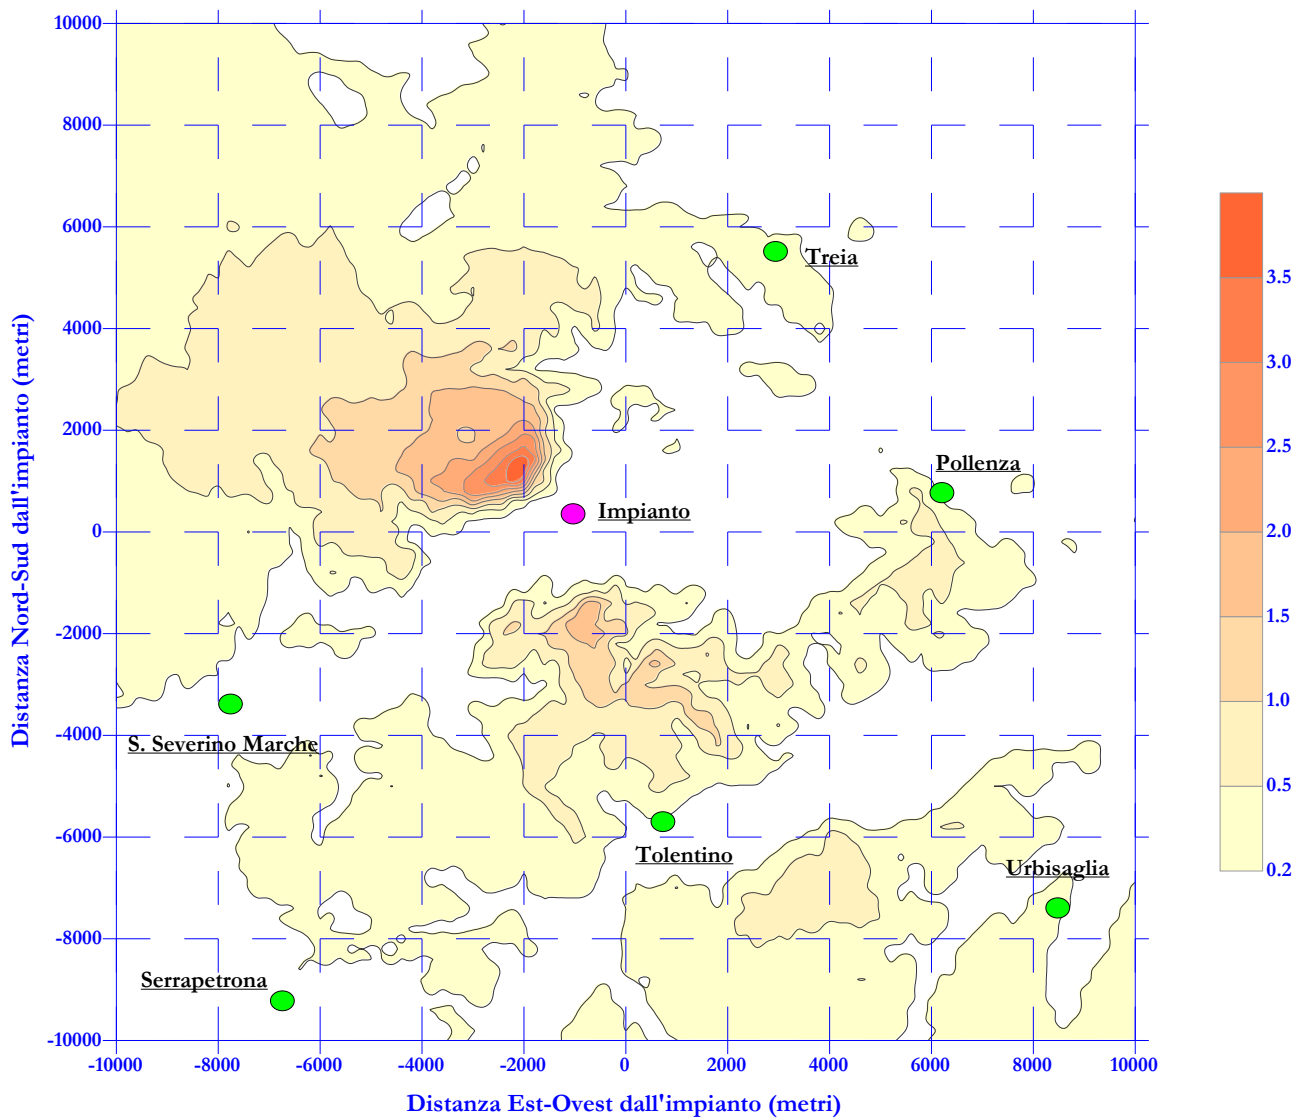 10000
8000
6000
4000
2000
0
-2000
-4000
-6000
-8000
-10000
Distanza Nord-Sud dall'impianto (metri)
Treia
Pollenza
Impianto
S. Severino Marche
Tolentino
Urbisaglia
Serrapetrona
-10000 -8000 -6000 -4000 -2000 0 2000 4000 6000 8000 10000
Distanza Est-Ovest dall'impianto (metri)
3.5
3.0
2.5
2.0
1.5
1.0
0.5
0.2